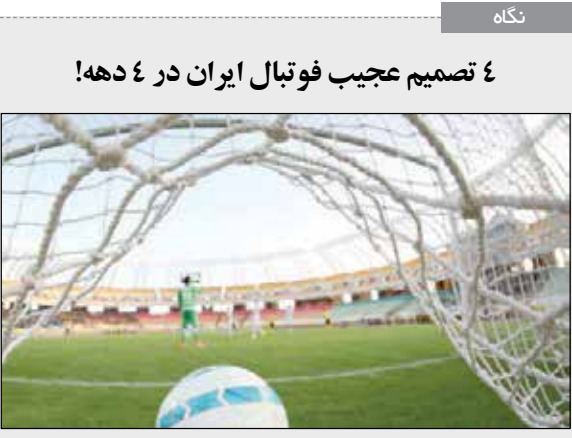 نگاه
٤ تصمیم عجیب فوتبال ایران در ٤ دهه!